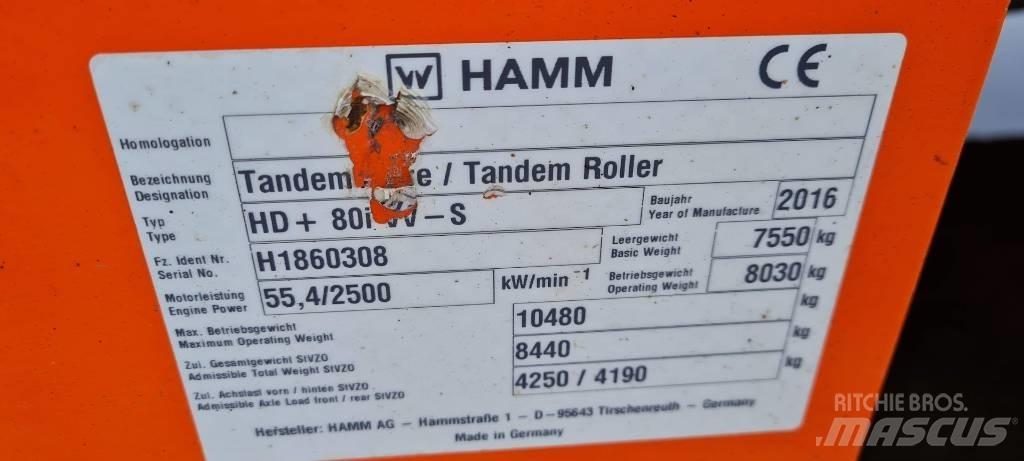 W HAMM CE
Homologation
Bezeichnung
Designation
Tandem re / Tandem Roller
Typ
Type
HD + 80i VV - S
Baujahr
Year of Manufacture
2016
Fz. Ident Nr.
Serial No.
H1860308
Leergewicht
Basic Weight
7550 kg
Motorleistung
Engine Power
55,4/2500 kW/min⁻¹
Betriebsgewicht
Operating Weight
8030 kg
Max. Betriebsgewicht
Maximum Operating Weight
10480 kg
Zul. Gesamtgewicht StVZO
Admissible Total Weight StVZO
8440 kg
Zul. Achslast vorn / hinten StVZO
Admissible Axle Load front / rear StVZO
4250 / 4190 kg
Hersteller: HAMM AG – Hammstraße 1 – D – 95643 Tirschenreuth – Germany
Made in Germany
RITCHIE BROS.
MASCUS